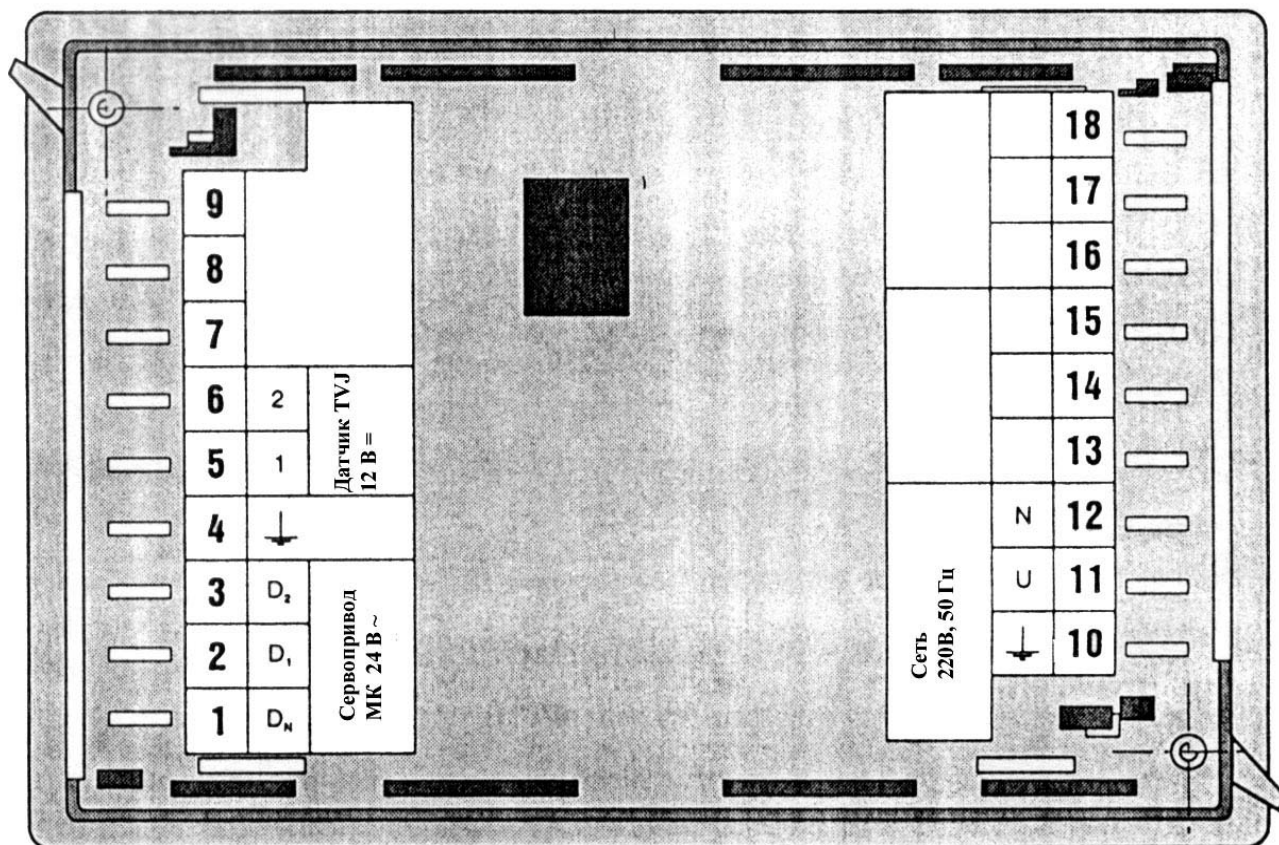 9
8
7
6 2
5 1
Датчик TVJ
12 В =
4
3 D₂
2 D₁
1 Dₙ
Сервопривод
МК 24 В ~
18
17
16
15
14
13
N 12
U 11
10
Сеть
220В, 50 Гц